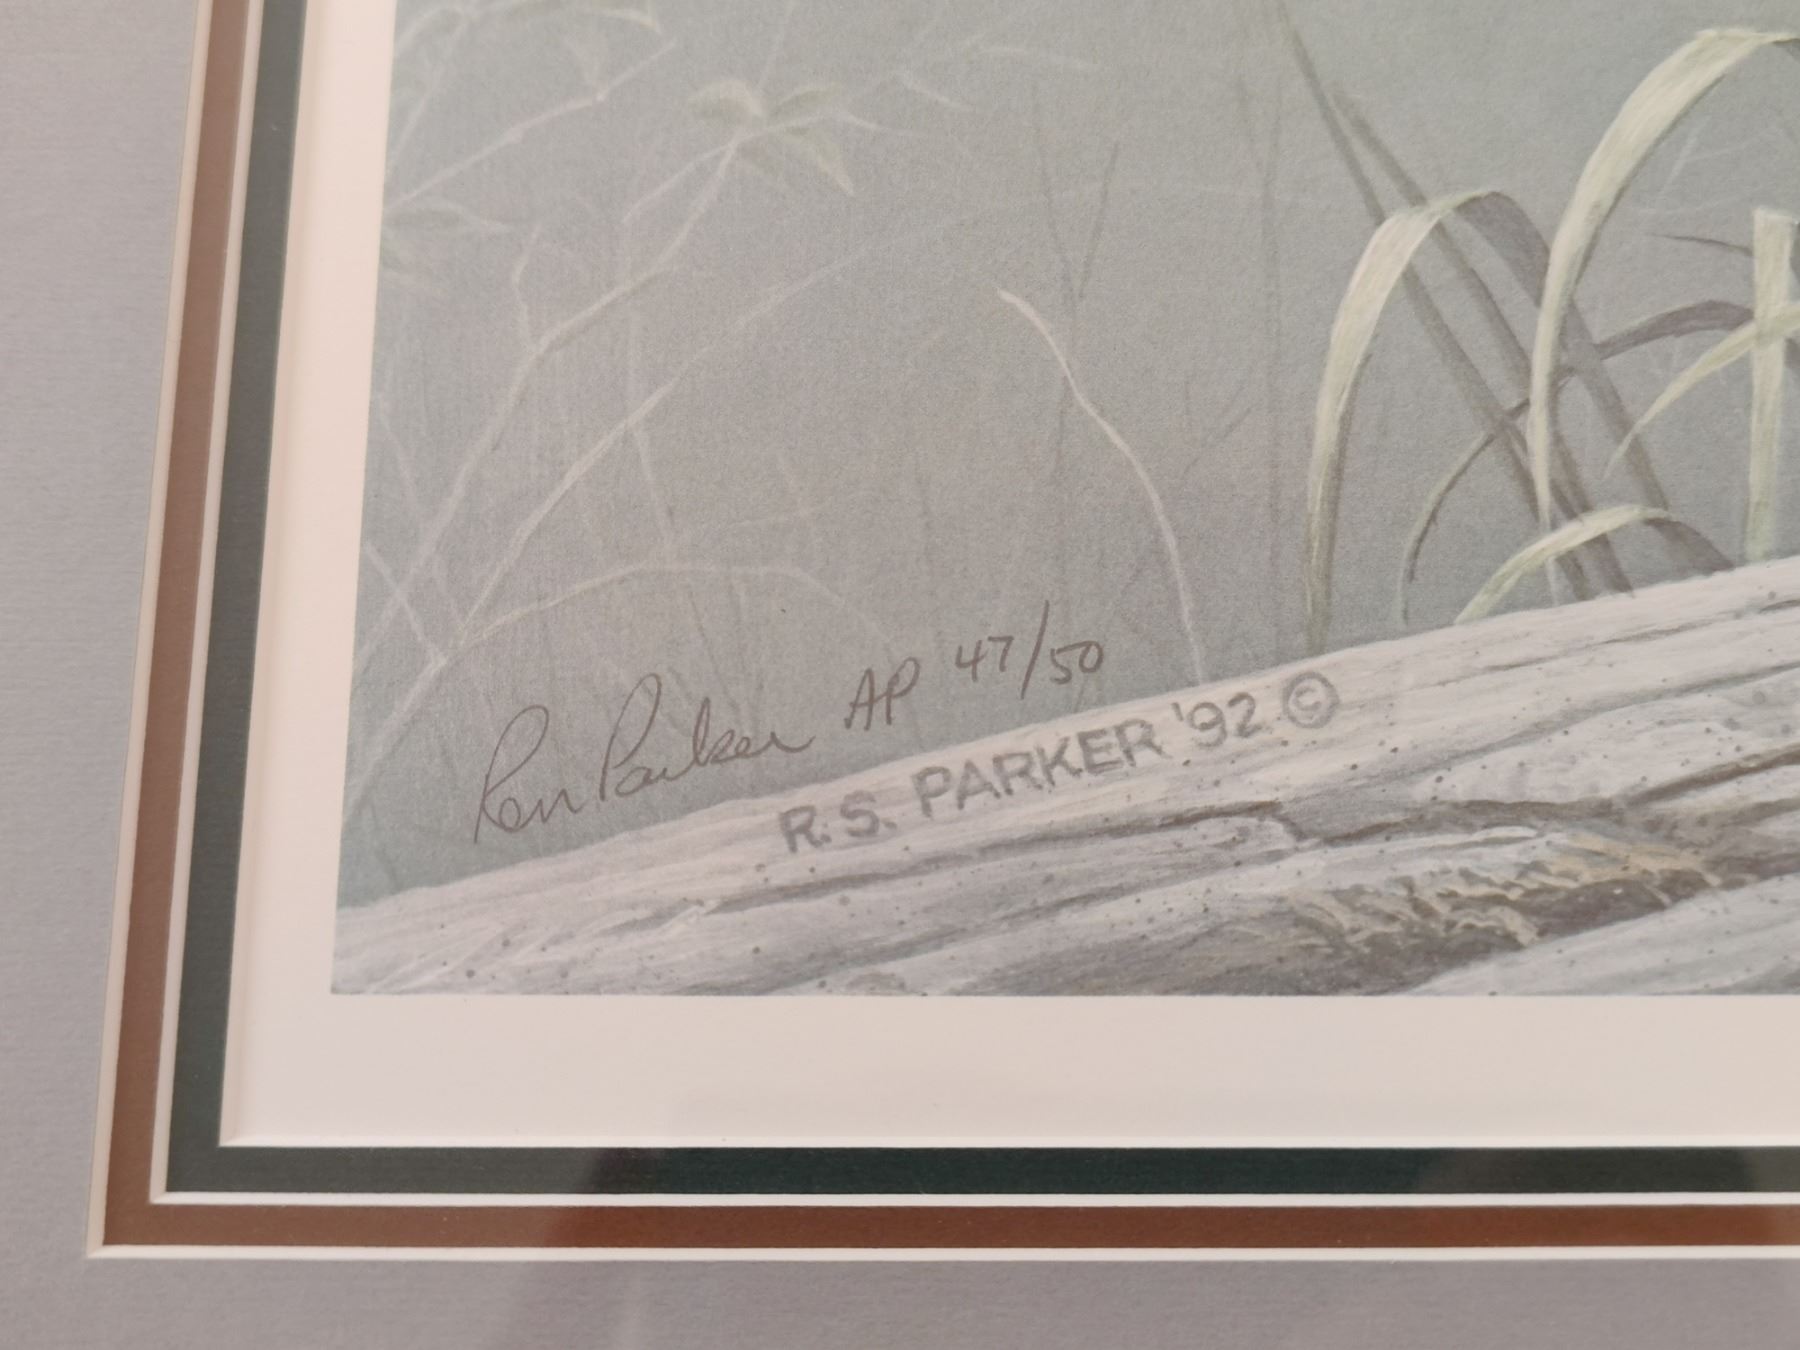 Ron Parker AP 47/50
R.S. PARKER '92 ©